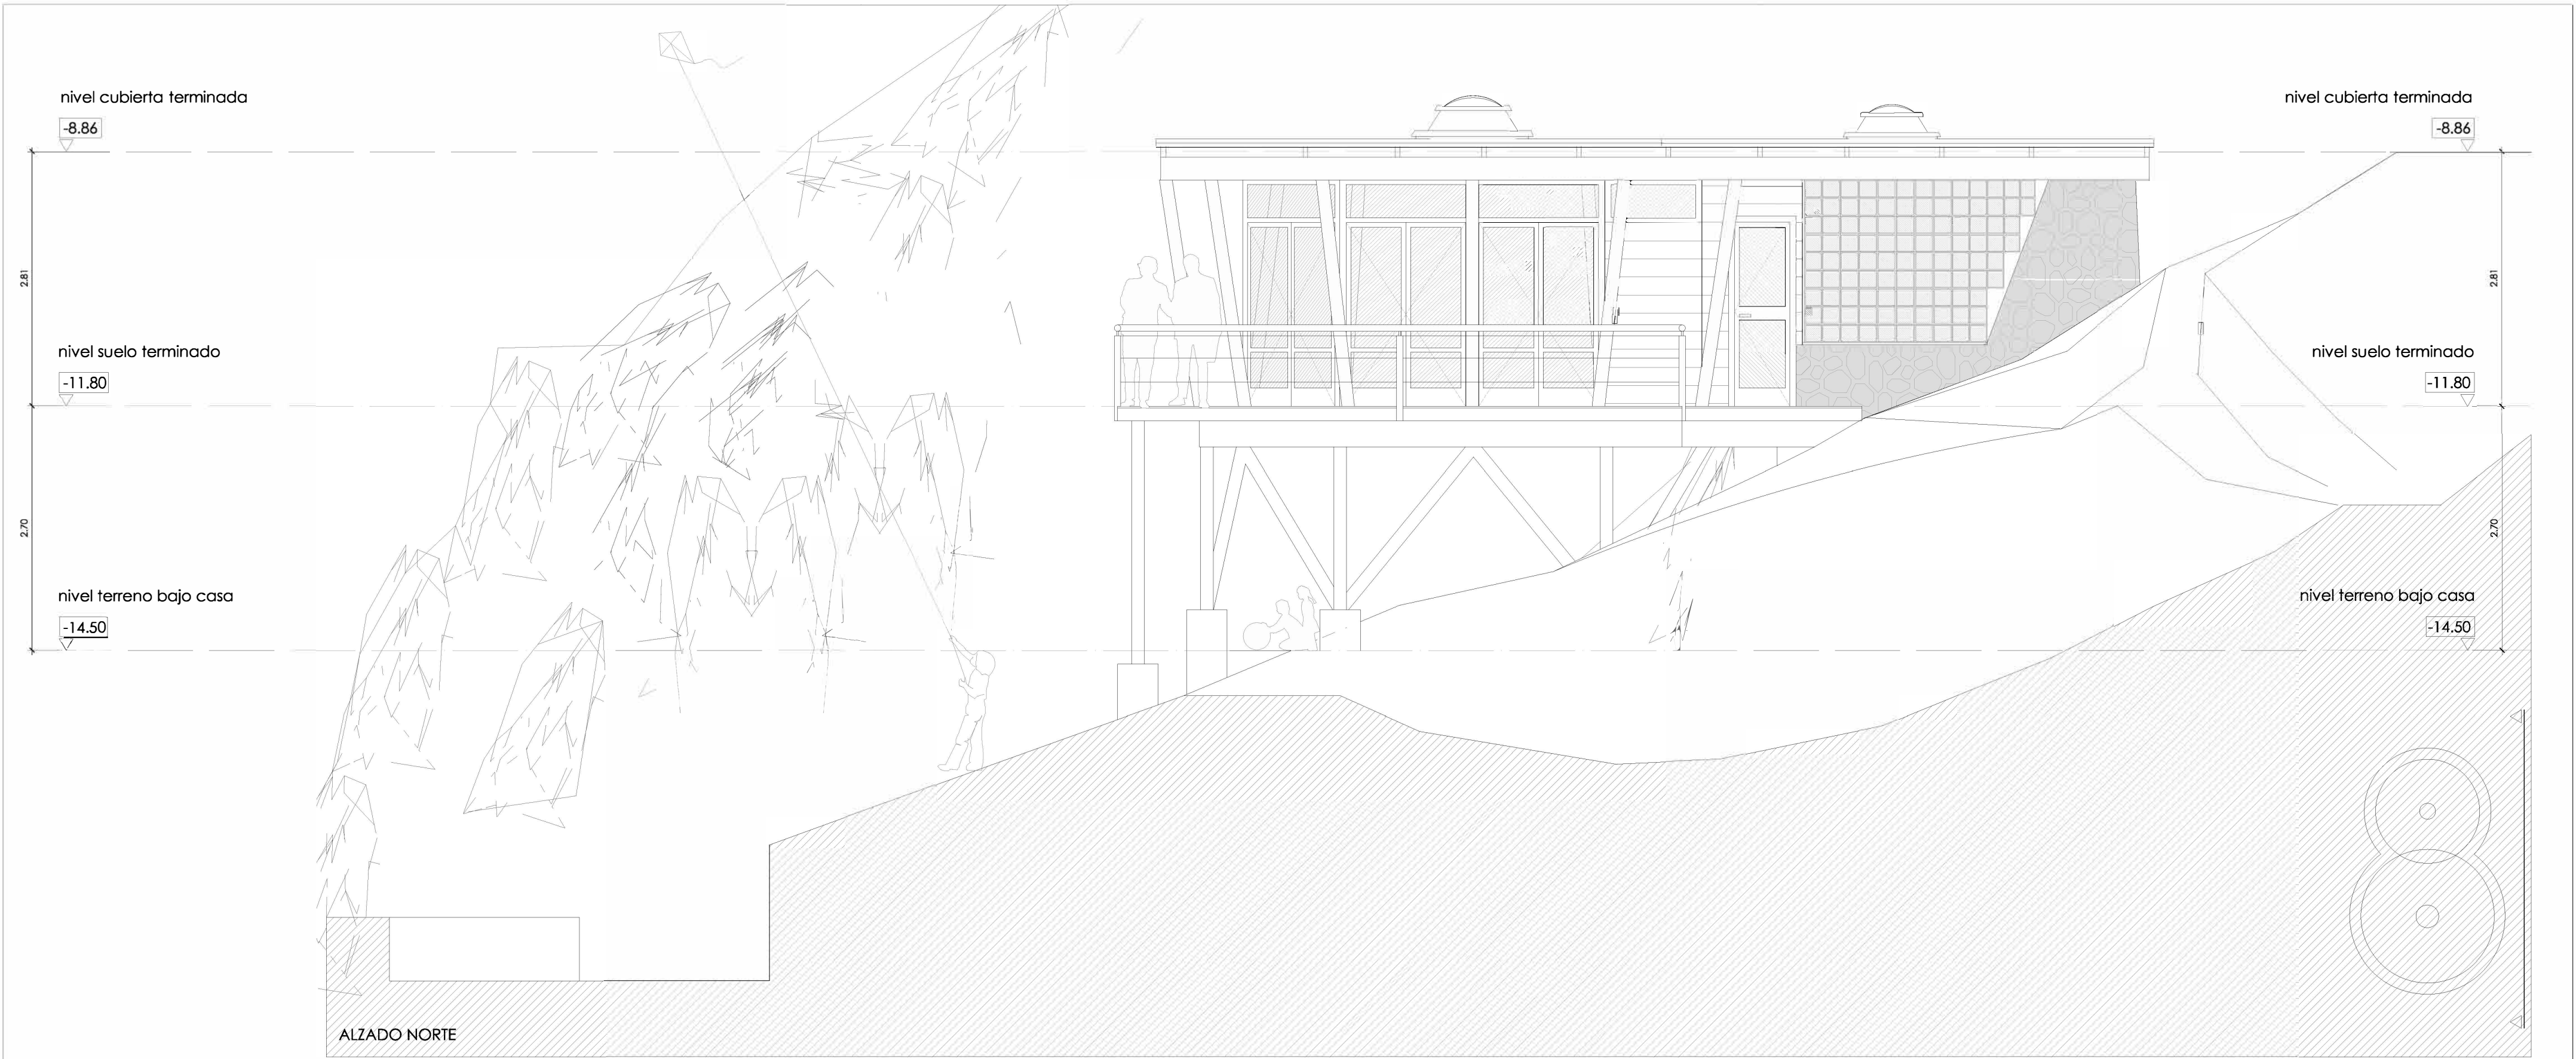 nivel cubierta terminada
nivel cubierta terminada
-8.86
-8.86
2.81
2.81
nivel suelo terminado
nivel suelo terminado
-11.80
-11.80
2.70
2.70
nivel terreno bajo casa
nivel terreno bajo casa
-14.50
-14.50
ALZADO NORTE